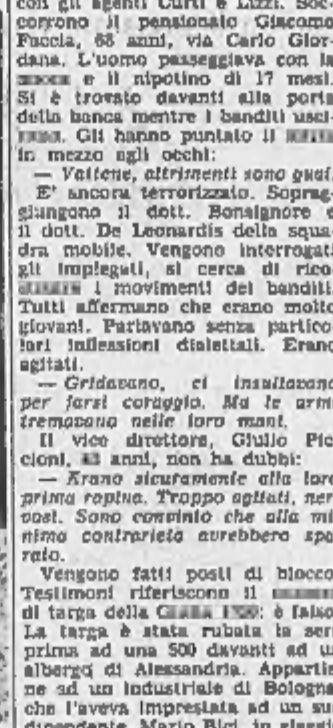 con gli agenti Curti e Lizzi. Soc-
corrono il pensionato Giacomo
Fuccia, 68 anni, via Carlo Gior-
dana. L'uomo passeggiava con la
e il nipotino di 17 mesi.
Si è trovato davanti alla porta
della banca mentre i banditi usci-
Gli hanno puntato il
in mezzo agli occhi:
— Vattene, altrimenti sono guai.
E' ancora terrorizzato. Soprag-
giungono il dott. Bonsignore e
il dott. De Leonardis della squa-
dra mobile. Vengono interrogati
gli impiegati, si cerca di rico-
i movimenti dei banditi.
Tutti affermano che erano molto
giovani. Parlavano senza partico-
lari inflessioni dialettali. Erano
agitati.
— Gridavano, ci insultavano
per farsi coraggio. Ma le armi
tremavano nelle loro mani.
Il vice direttore, Giulio Pic-
cioni, anni, non ha dubbi:
— Erano sicuramente alla loro
prima rapina. Troppo agitati, ner-
vosi. Sono convinto che alla mi-
nima contrarietà avrebbero spa-
rato.
Vengono fatti posti di blocco
Testimoni riferiscono il
di targa della : è falso
La targa è stata rubata la sera
prima ad una 500 davanti ad u
albergo di Alessandria. Appartie-
ne ad un industriale di Bologna
che l'aveva imprestata ad un su
dipendente, Mario Bici, in